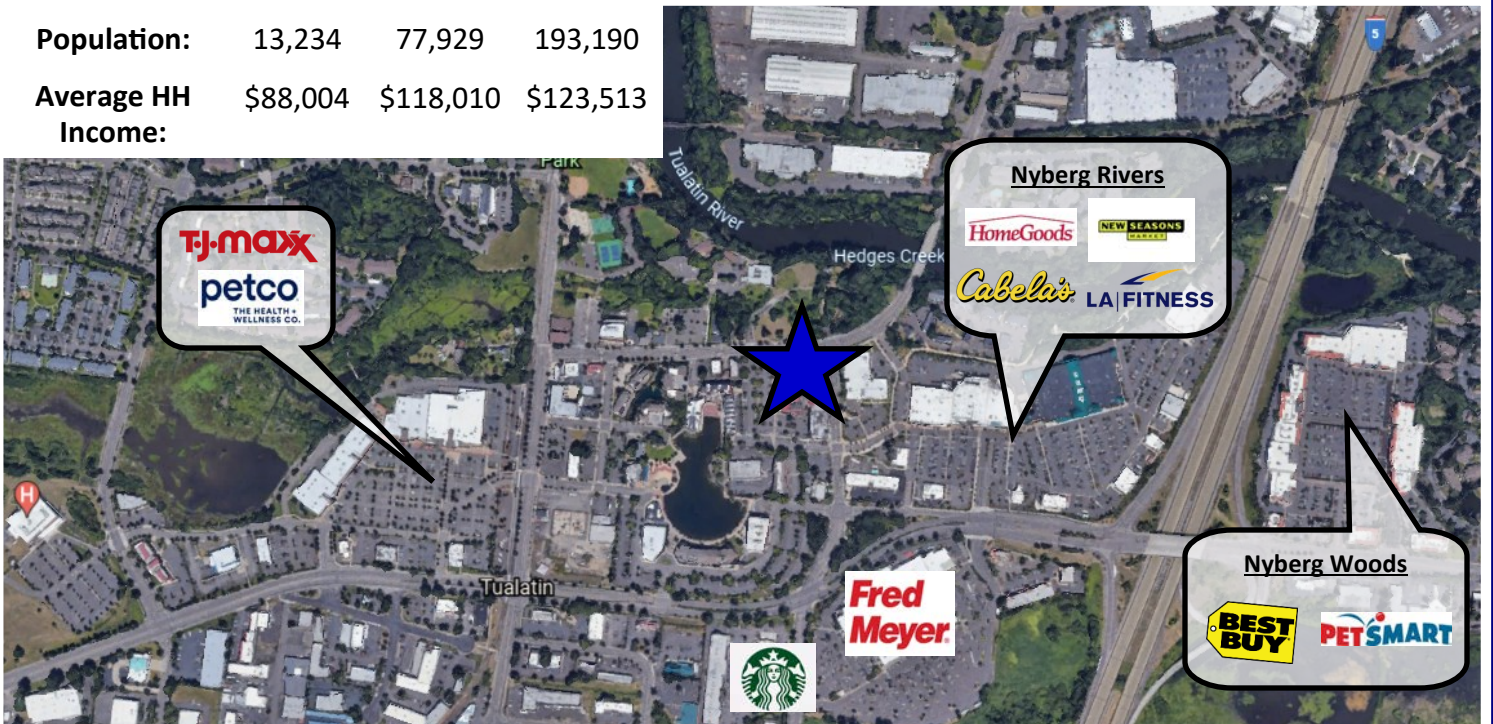 Population: 13,234 77,929 193,190
Average HH Income: $88,004 $118,010 $123,513
5
Park
Tualatin River
Hedges Creek
T·J·maxx
petco
THE HEALTH +
WELLNESS CO.
Nyberg Rivers
HomeGoods
NEW SEASONS
MARKET
Cabela's
LA|FITNESS
H
Tualatin
Fred
Meyer
Nyberg Woods
BEST
BUY
PETSMART